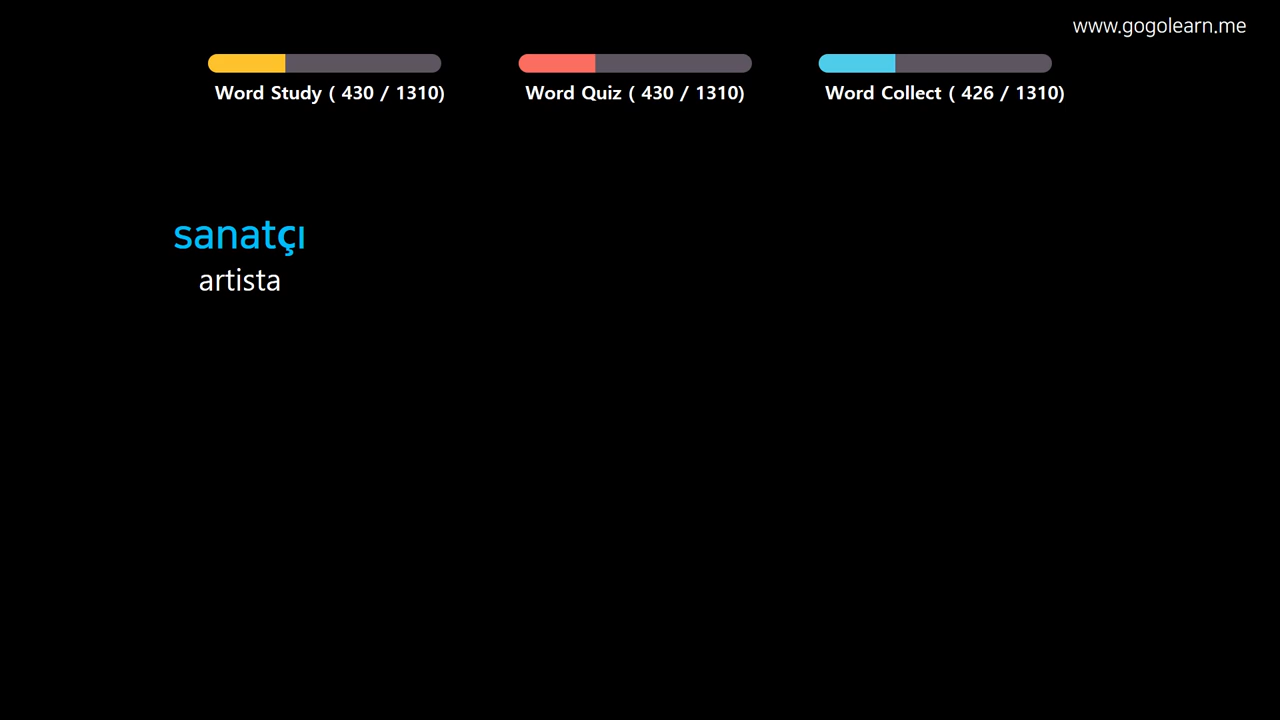 www.gogolearn.me
Word Study ( 430 / 1310)
Word Quiz ( 430 / 1310)
Word Collect ( 426 / 1310)
sanatçı
artista